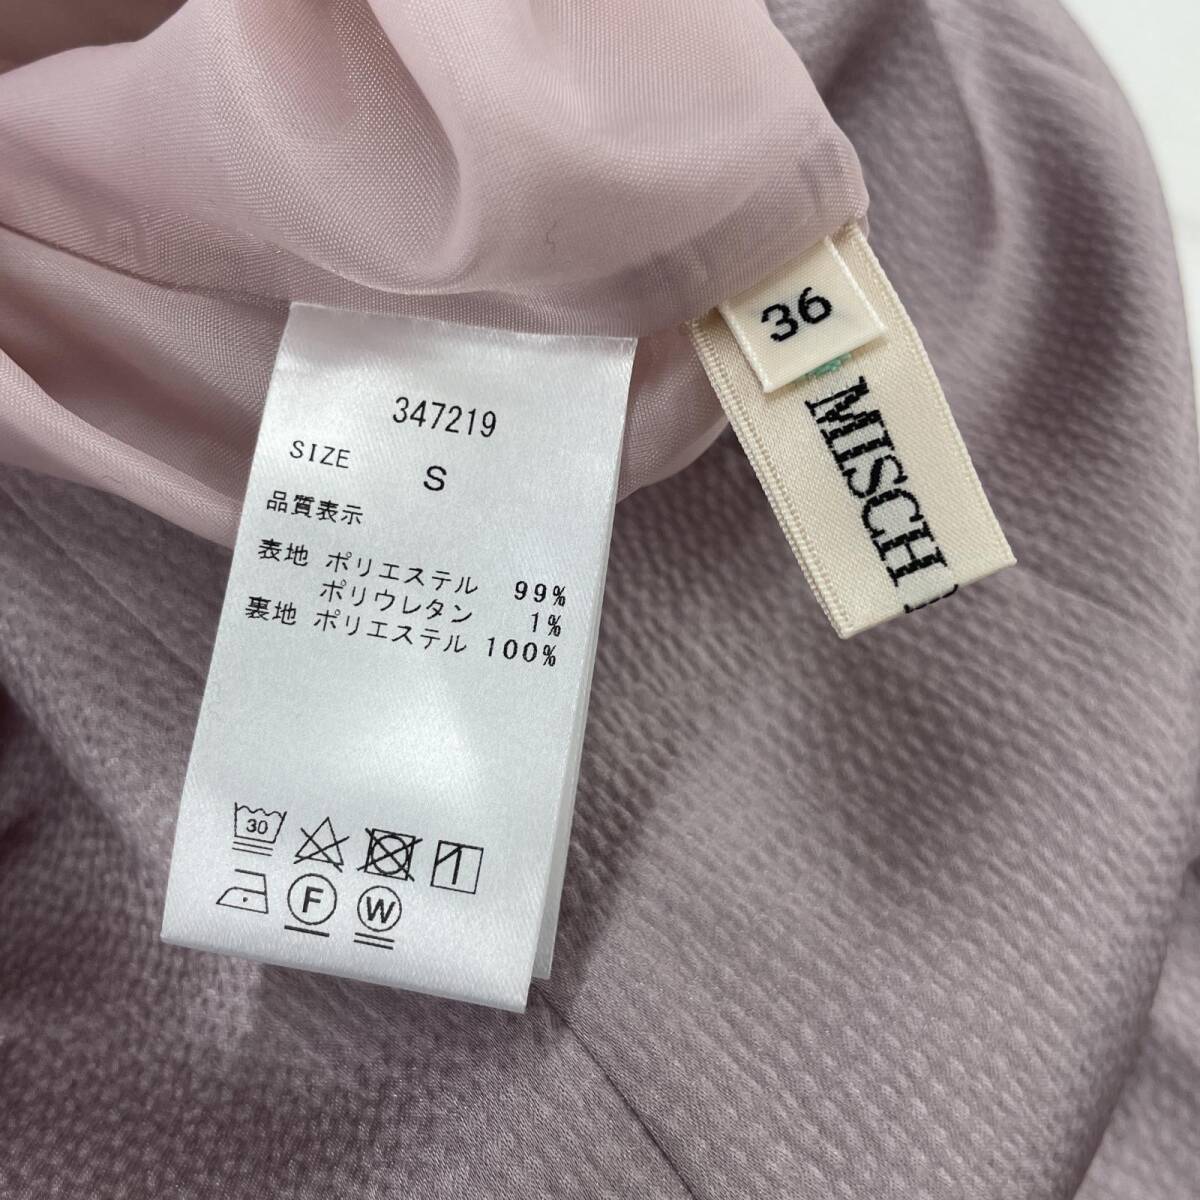 347219
SIZE S
品質表示
表地 ポリエステル 99%
ポリウレタン 1%
裏地 ポリエステル 100%
30
F
W
36
MISCH